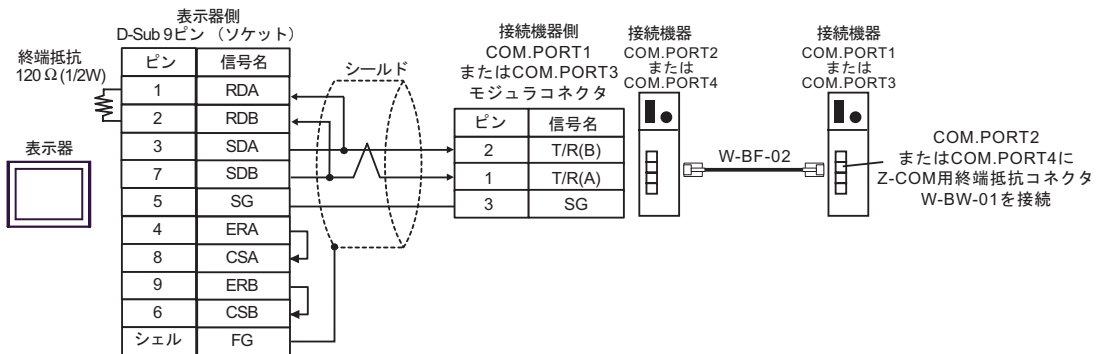 表示器側
D-Sub 9ピン (ソケット)
終端抵抗
120 Ω (1/2W)
表示器
ピン 信号名
1 RDA
2 RDB
3 SDA
7 SDB
5 SG
4 ERA
8 CSA
9 ERB
6 CSB
シェル FG
シールド
接続機器側
COM.PORT1
またはCOM.PORT3
モジュラコネクタ
ピン 信号名
2 T/R(B)
1 T/R(A)
3 SG
接続機器
COM.PORT2
または
COM.PORT4
W-BF-02
接続機器
COM.PORT1
または
COM.PORT3
COM.PORT2
またはCOM.PORT4に
Z-COM用終端抵抗コネクタ
W-BW-01を接続